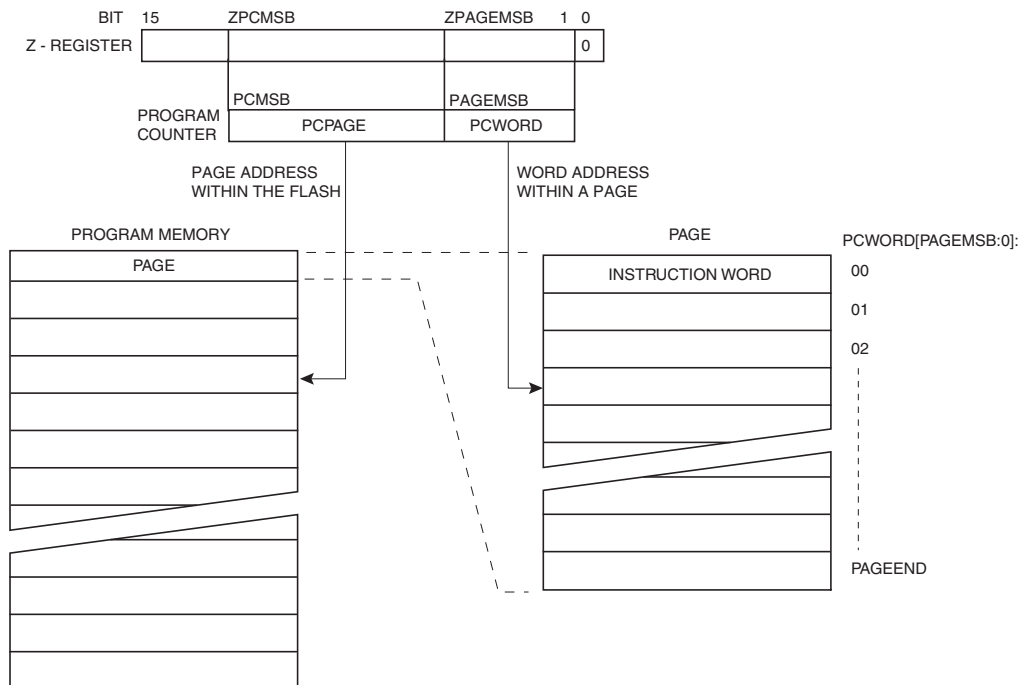 BIT 15 ZPCMSB ZPAGEMSB 1 0
Z - REGISTER 0
PCMSB PAGEMSB
PROGRAM
COUNTER
PCPAGE PCWORD
PAGE ADDRESS
WITHIN THE FLASH
WORD ADDRESS
WITHIN A PAGE
PROGRAM MEMORY
PAGE
PAGE
PCWORD[PAGEMSB:0]:
INSTRUCTION WORD
00
01
02
PAGEEND